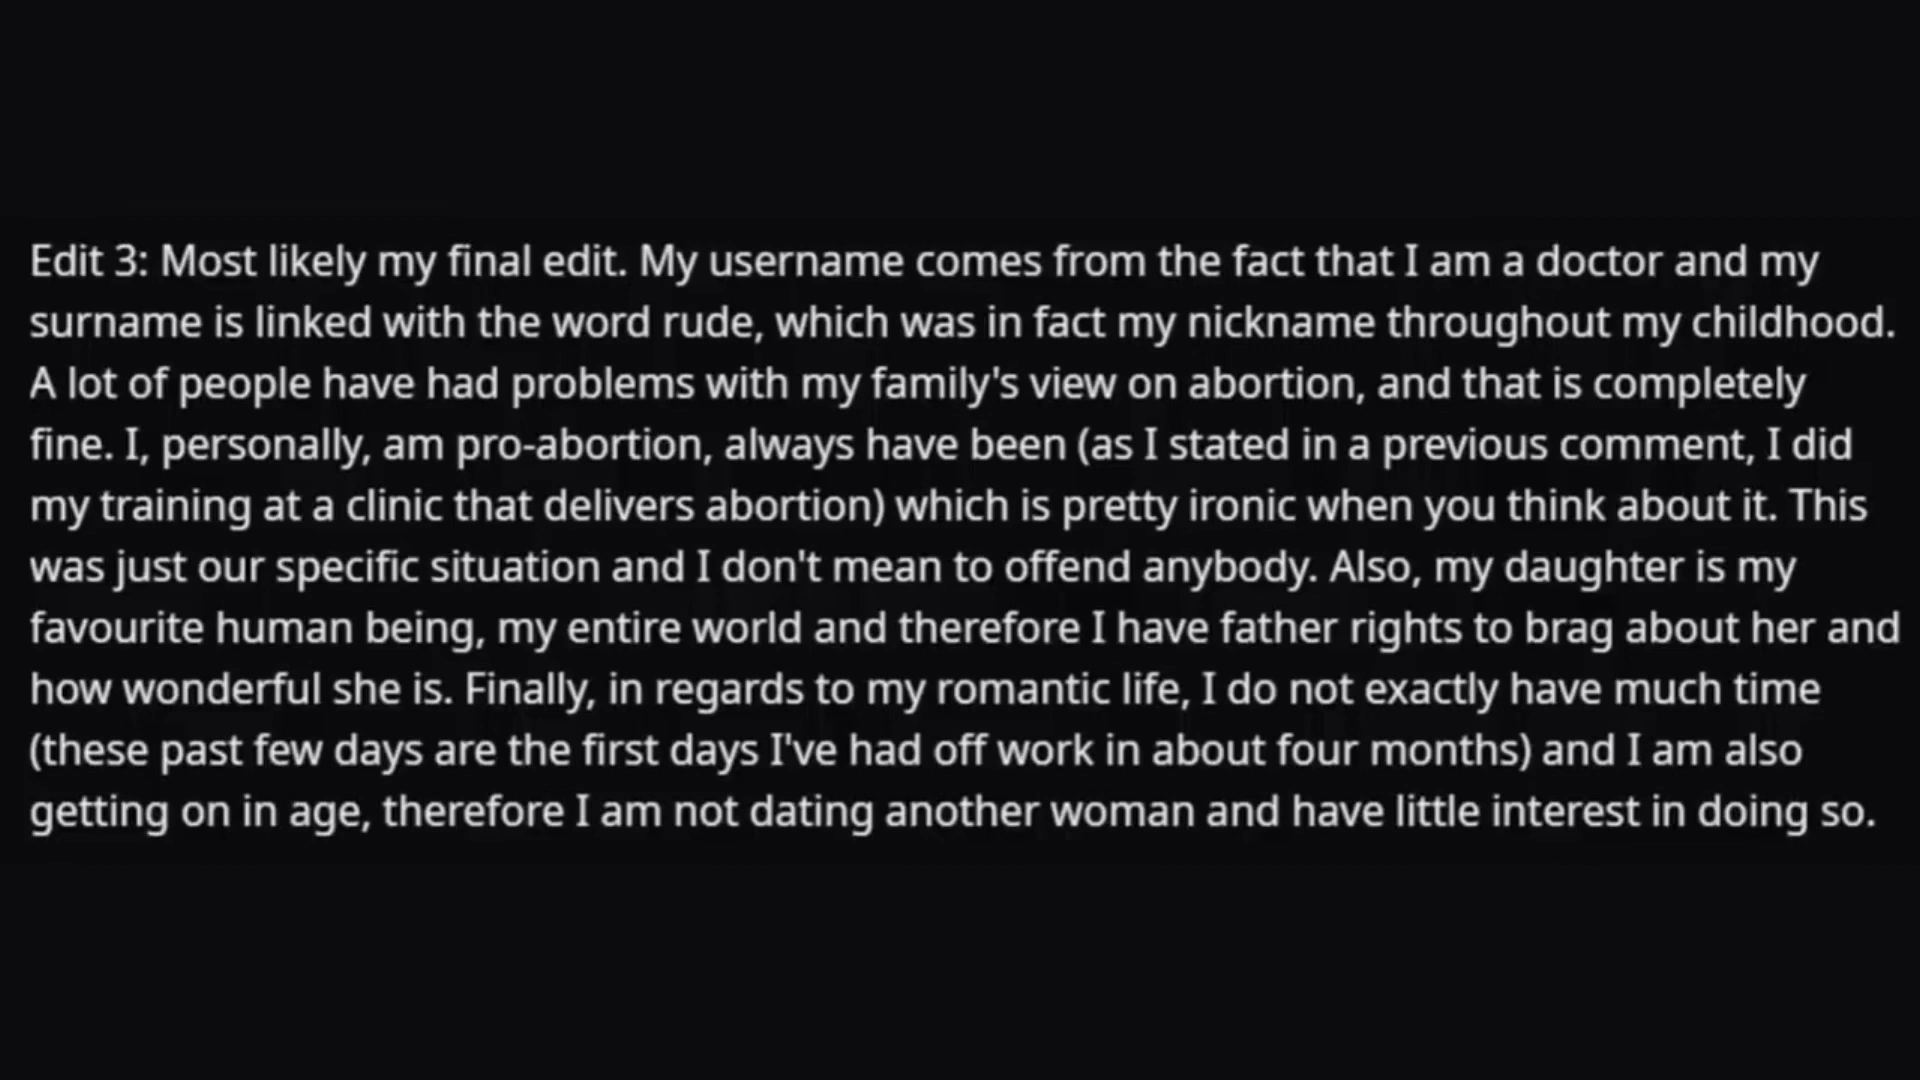 Edit 3: Most likely my final edit. My username comes from the fact that I am a doctor and my
surname is linked with the word rude, which was in fact my nickname throughout my childhood.
A lot of people have had problems with my family's view on abortion, and that is completely
fine. I, personally, am pro-abortion, always have been (as I stated in a previous comment, I did
my training at a clinic that delivers abortion) which is pretty ironic when you think about it. This
was just our specific situation and I don't mean to offend anybody. Also, my daughter is my
favourite human being, my entire world and therefore I have father rights to brag about her and
how wonderful she is. Finally, in regards to my romantic life, I do not exactly have much time
(these past few days are the first days I've had off work in about four months) and I am also
getting on in age, therefore I am not dating another woman and have little interest in doing so.